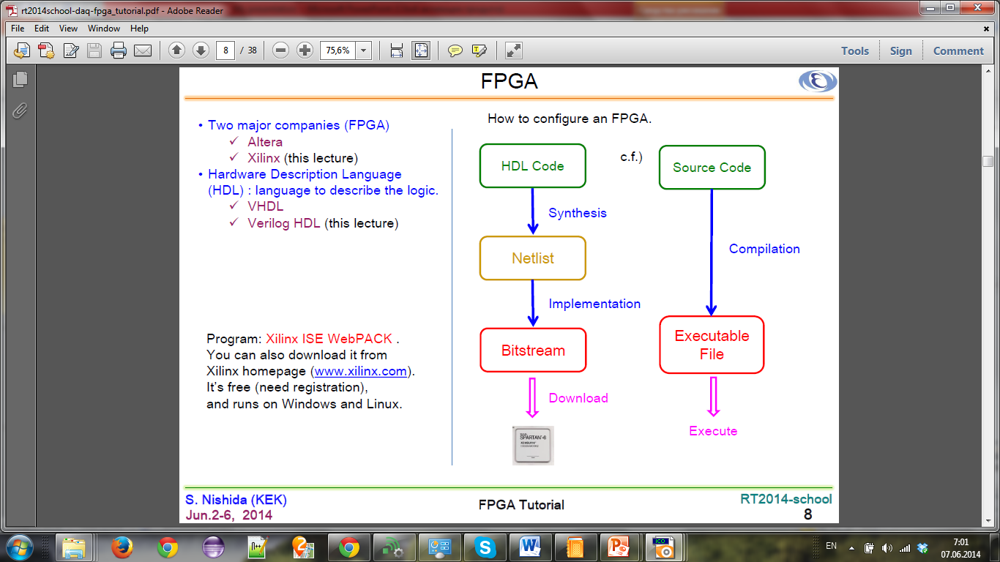 rt2014school-daq-fpga_tutorial.pdf - Adobe Reader
File Edit View Window Help
8 / 38 75,6% Tools Sign Comment
FPGA
• Two major companies (FPGA)
✓ Altera
✓ Xilinx (this lecture)
• Hardware Description Language
(HDL) : language to describe the logic.
✓ VHDL
✓ Verilog HDL (this lecture)
Program: Xilinx ISE WebPACK .
You can also download it from
Xilinx homepage (www.xilinx.com).
It's free (need registration),
and runs on Windows and Linux.
How to configure an FPGA.
HDL Code
Synthesis
Netlist
Implementation
Bitstream
Download
SPARTAN-6
c.f.)
Source Code
Compilation
Executable
File
Execute
S. Nishida (KEK)
Jun.2-6, 2014
FPGA Tutorial
RT2014-school
8
EN
7:01
07.06.2014